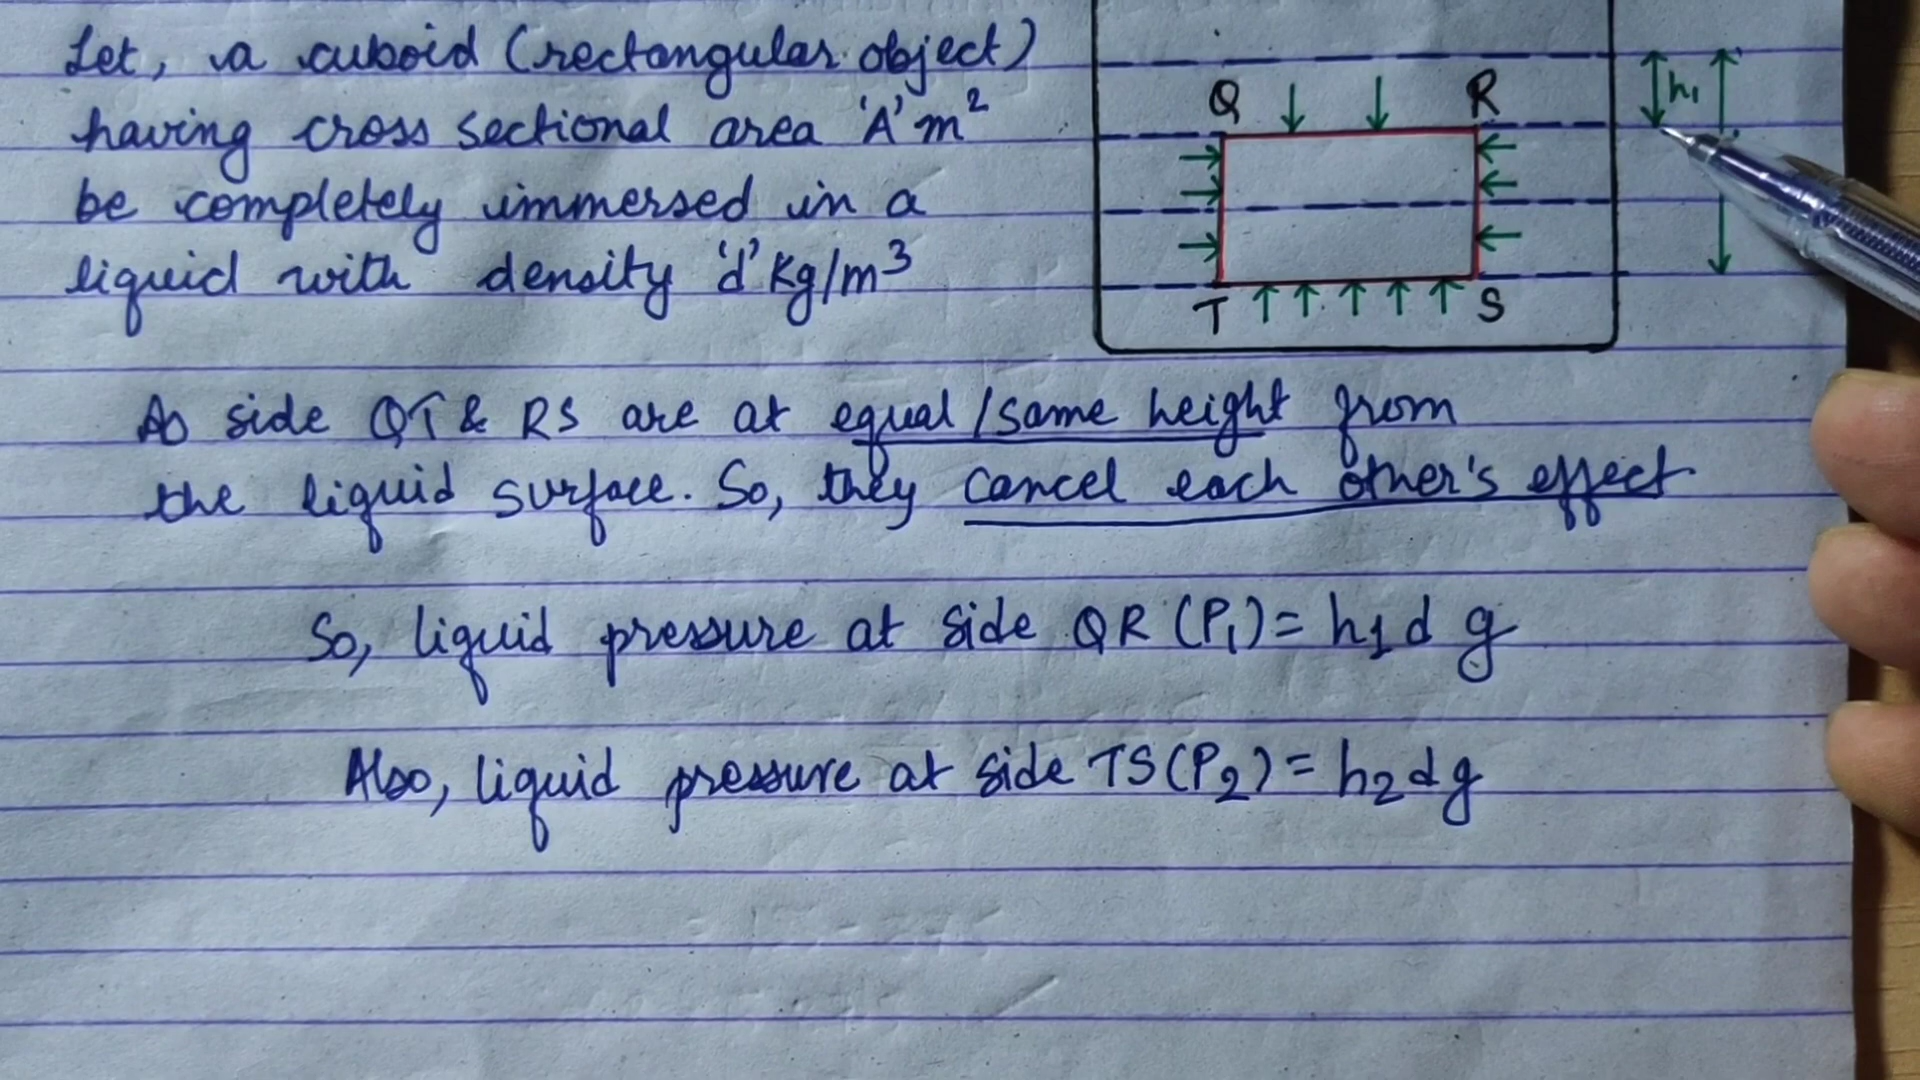 Let, a cuboid (rectangular object)
having cross sectional area 'A' m²
be completely immersed in a
liquid with density 'd' Kg/m³
Q R h₁
T S
As side QT & RS are at equal/same height from
the liquid surface. So, they cancel each other's effect
So, liquid pressure at side QR (P₁) = h₁ d g
Also, liquid pressure at side TS (P₂) = h₂ d g